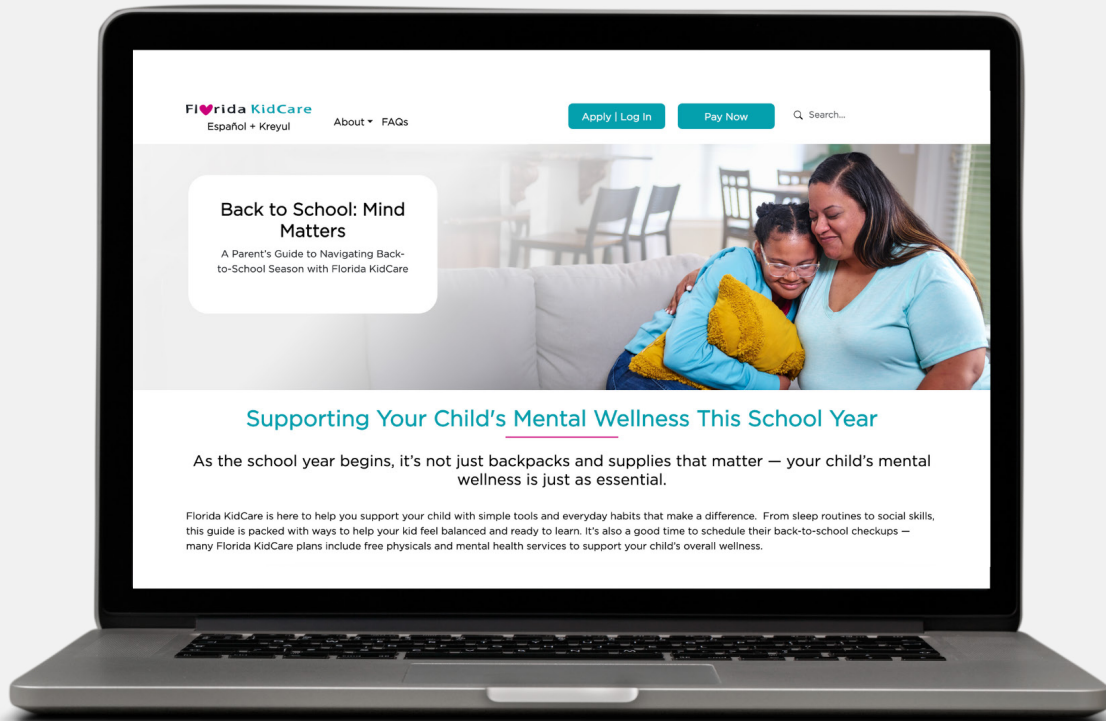 Florida KidCare
Español + Kreyul
About
FAQs
Apply | Log In
Pay Now
Search...
Back to School: Mind
Matters
A Parent's Guide to Navigating Back-
to-School Season with Florida KidCare
Supporting Your Child's Mental Wellness This School Year
As the school year begins, it's not just backpacks and supplies that matter — your child's mental
wellness is just as essential.
Florida KidCare is here to help you support your child with simple tools and everyday habits that make a difference. From sleep routines to social skills,
this guide is packed with ways to help your kid feel balanced and ready to learn. It's also a good time to schedule their back-to-school checkups —
many Florida KidCare plans include free physicals and mental health services to support your child's overall wellness.